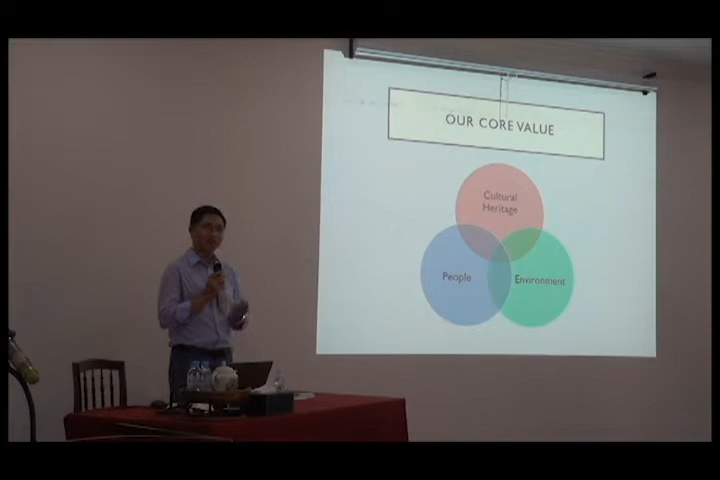 OUR CORE VALUE
Cultural
Heritage
People
Environment